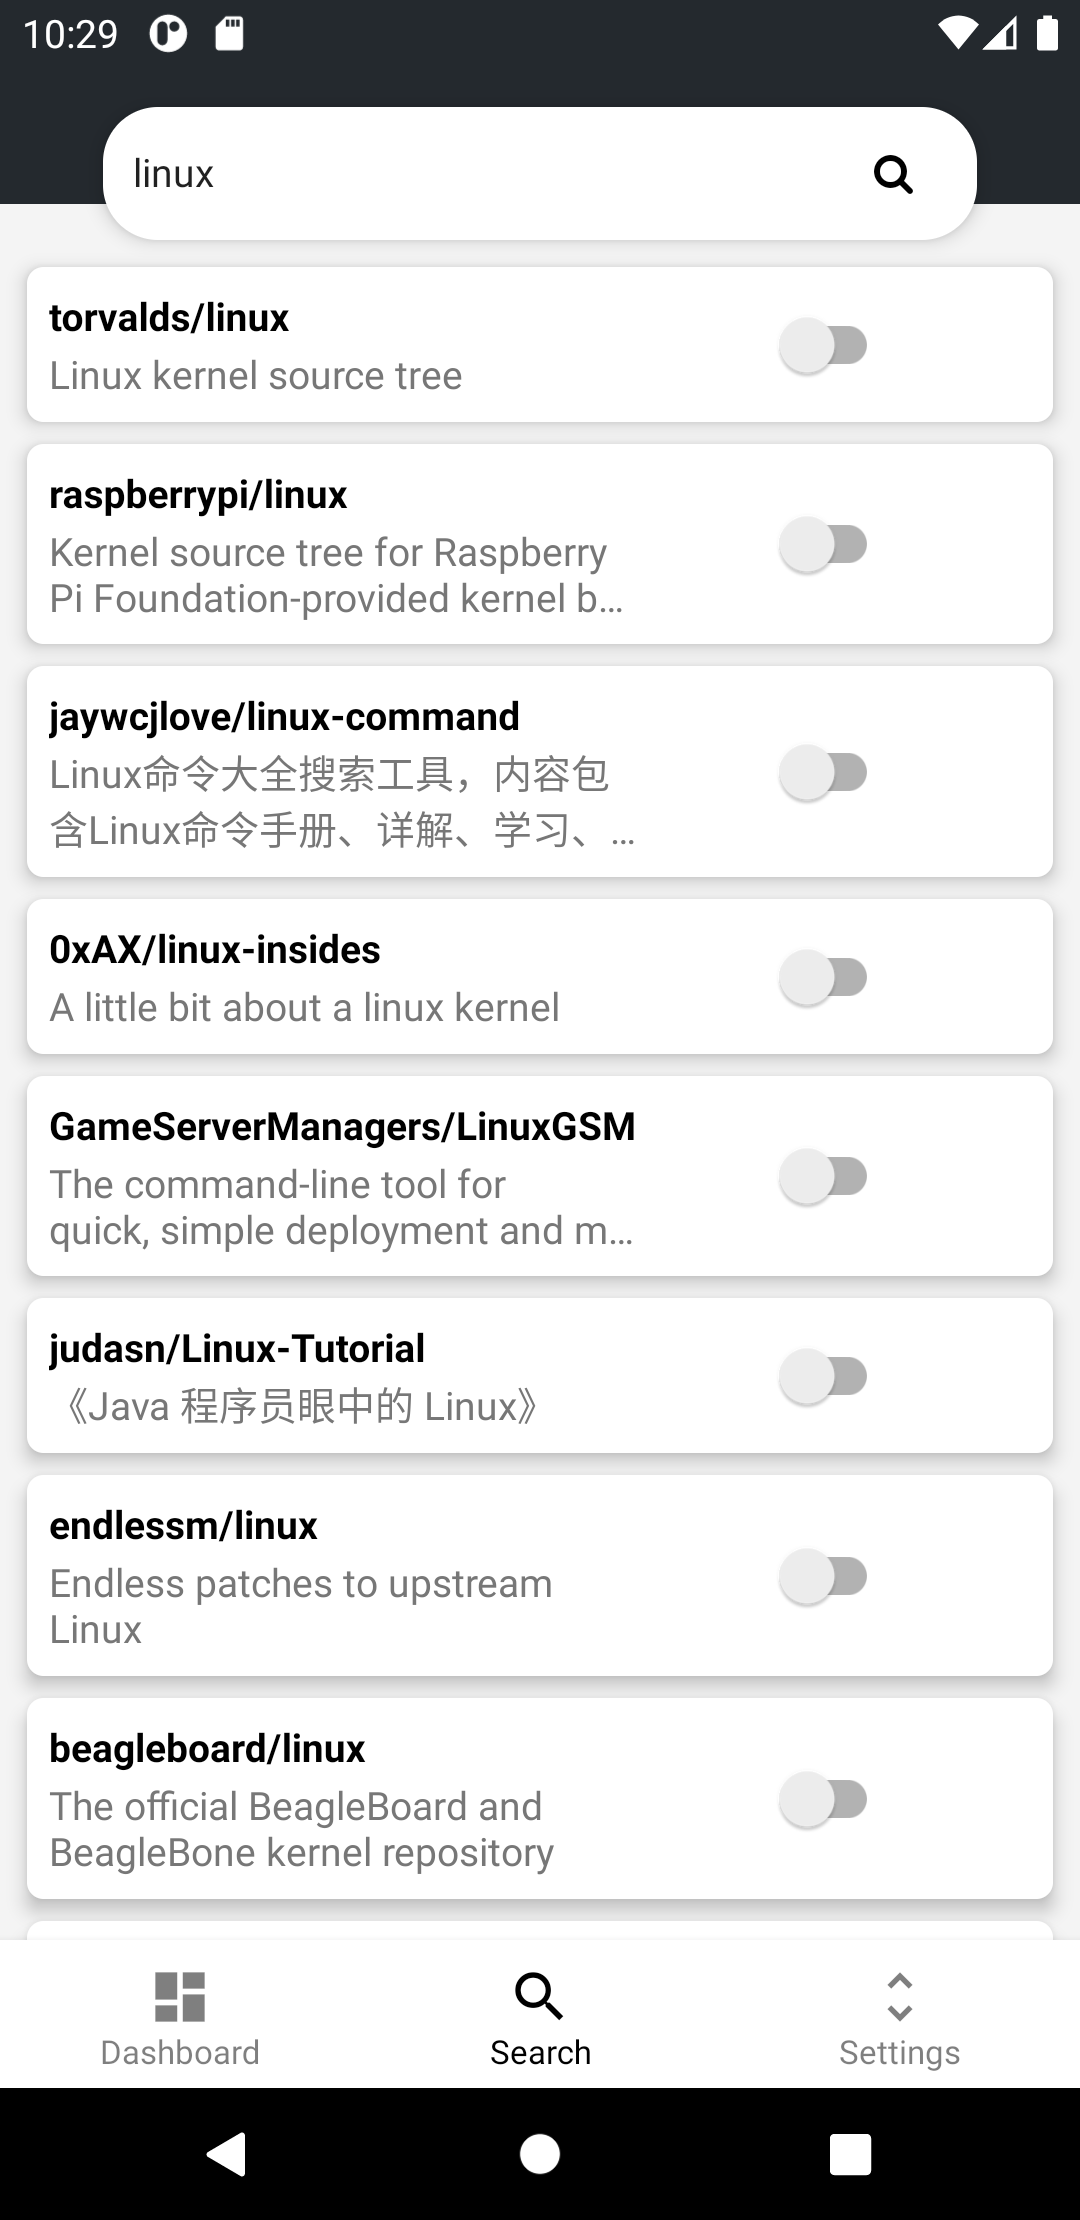 10:29
linux
torvalds/linux
Linux kernel source tree
raspberrypi/linux
Kernel source tree for Raspberry
Pi Foundation-provided kernel b...
jaywcjlove/linux-command
Linux命令大全搜索工具，内容包
含Linux命令手册、详解、学习、...
0xAX/linux-insides
A little bit about a linux kernel
GameServerManagers/LinuxGSM
The command-line tool for
quick, simple deployment and m...
judasn/Linux-Tutorial
《Java 程序员眼中的 Linux》
endlessm/linux
Endless patches to upstream
Linux
beagleboard/linux
The official BeagleBoard and
BeagleBone kernel repository
Dashboard
Search
Settings